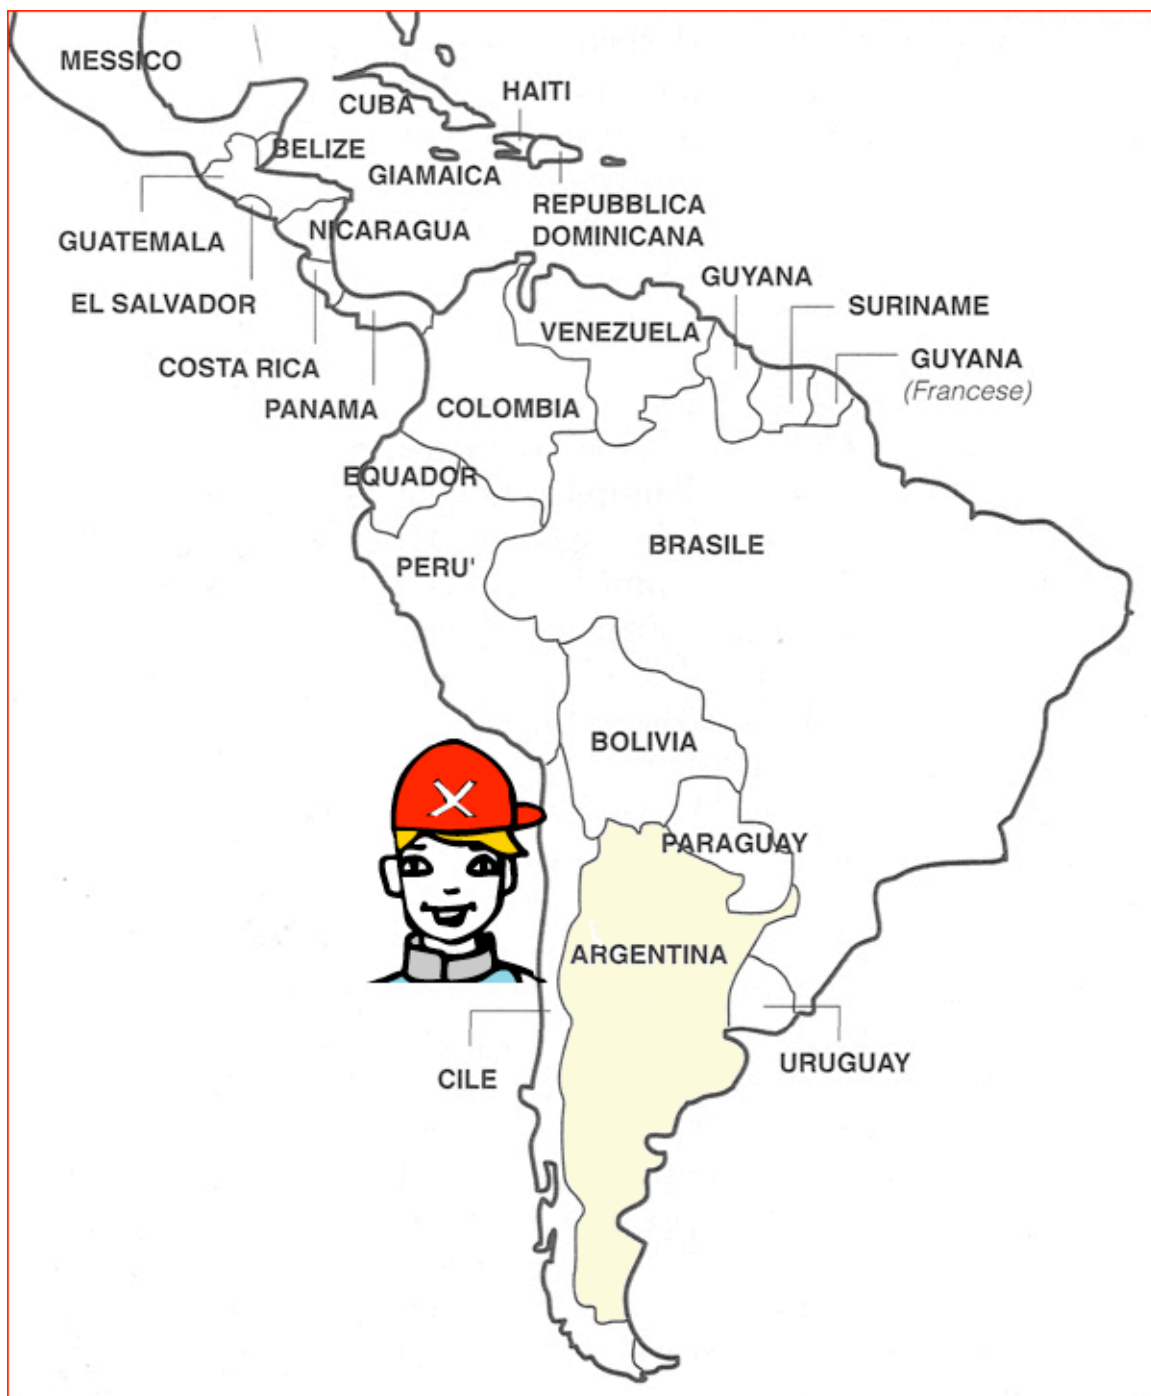 MESSICO
CUBA
HAITI
BELIZE
GIAMAICA
REPUBBLICA
DOMINICANA
GUATEMALA
NICARAGUA
EL SALVADOR
GUYANA
SURINAME
VENEZUELA
COSTA RICA
GUYANA
(Francese)
PANAMA
COLOMBIA
EQUADOR
BRASILE
PERU'
BOLIVIA
PARAGUAY
ARGENTINA
URUGUAY
CILE